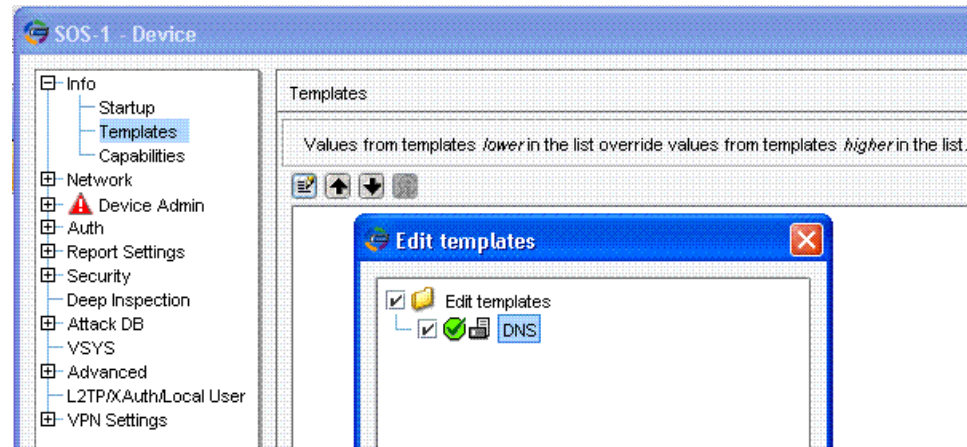 SOS-1 - Device
Info
Startup
Templates
Capabilities
Network
Device Admin
Auth
Report Settings
Security
Deep Inspection
Attack DB
VSYS
Advanced
L2TP/XAuth/Local User
VPN Settings
Templates
Values from templates lower in the list override values from templates higher in the list.
Edit templates
Edit templates
DNS